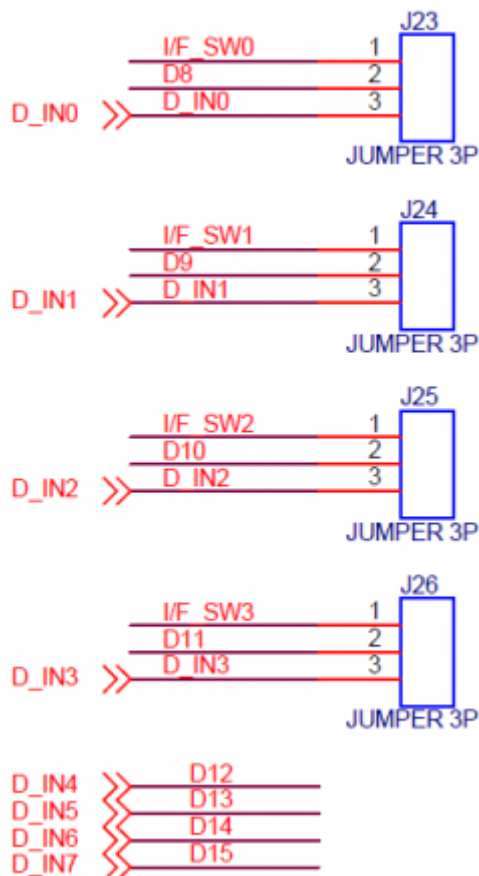 J23
I/F_SW0 1
D8 2
D_IN0 D_IN0 3
JUMPER 3P
J24
I/F_SW1 1
D9 2
D_IN1 D_IN1 3
JUMPER 3P
J25
I/F_SW2 1
D10 2
D_IN2 D_IN2 3
JUMPER 3P
J26
I/F_SW3 1
D11 2
D_IN3 D_IN3 3
JUMPER 3P
D_IN4 D12
D_IN5 D13
D_IN6 D14
D_IN7 D15